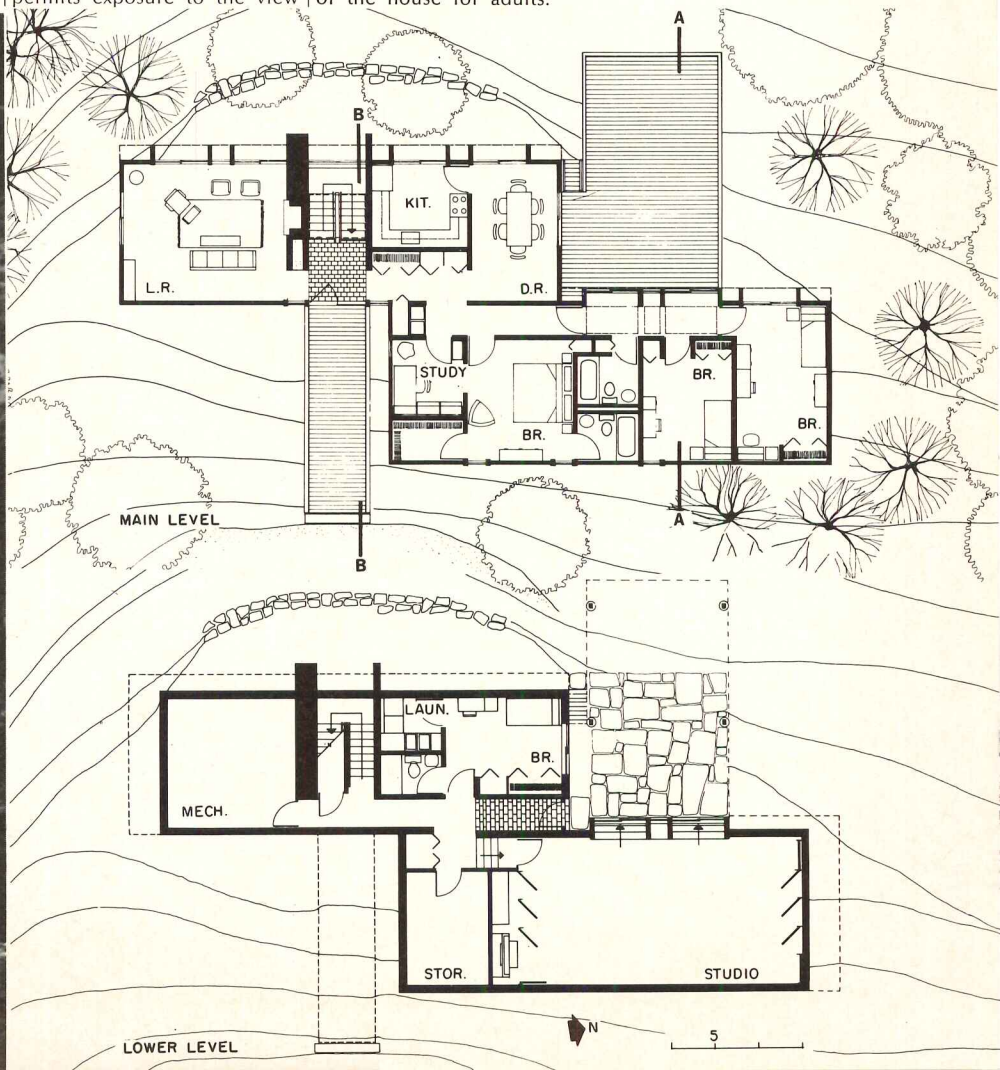 permits exposure to the view
of the house for adults.
A
B
KIT.
L.R.
D.R.
STUDY
BR.
BR.
BR.
A
MAIN LEVEL
B
LAUN.
BR.
MECH.
STOR.
STUDIO
N
5
LOWER LEVEL